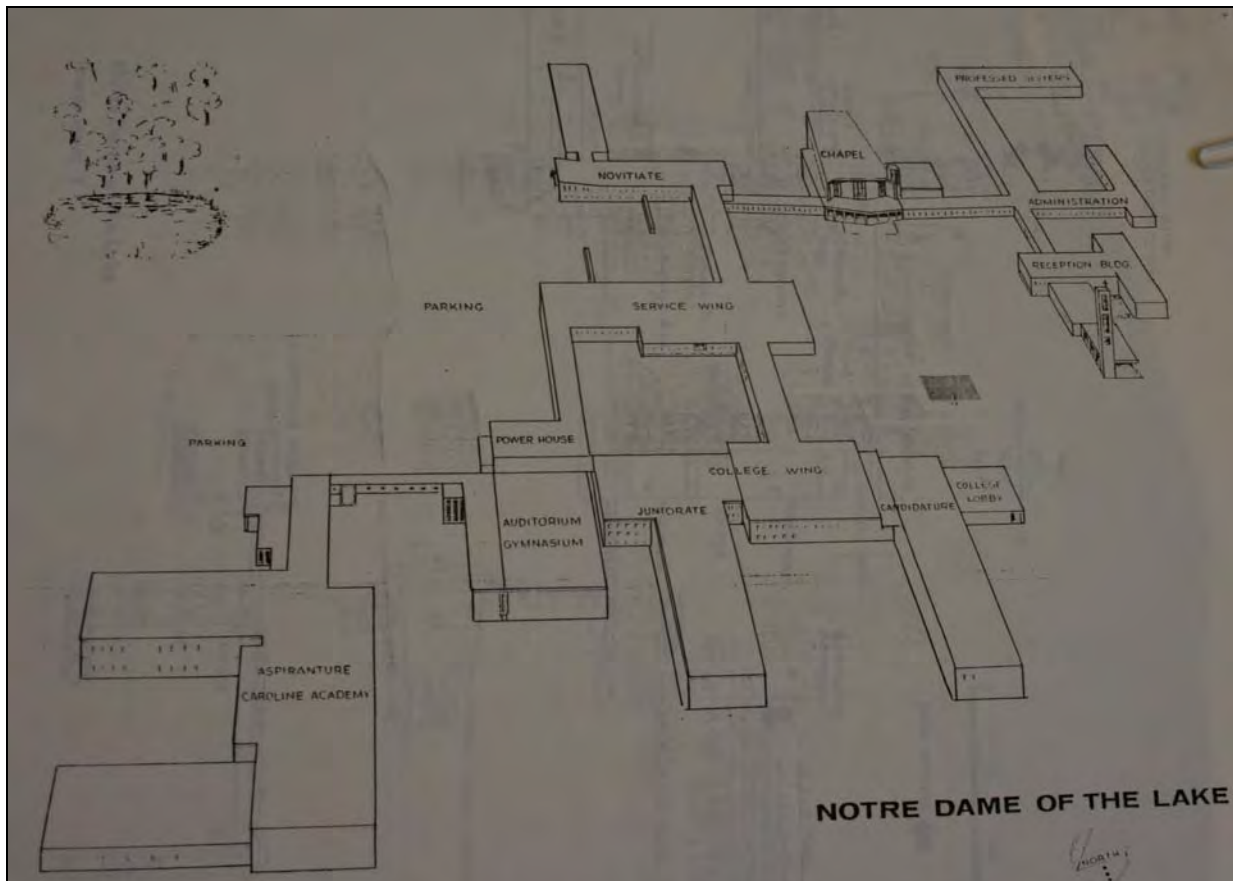 PROFESSED SISTERS
CHAPEL
NOVITIATE
ADMINISTRATION
RECEPTION BLDG.
PARKING
SERVICE WING
PARKING
POWER HOUSE
COLLEGE WING
COLLEGE
LOBBY
CANDIDATURE
JUNIORATE
AUDITORIUM
GYMNASIUM
ASPIRANTURE
CAROLINE ACADEMY
NOTRE DAME OF THE LAKE
NORTH